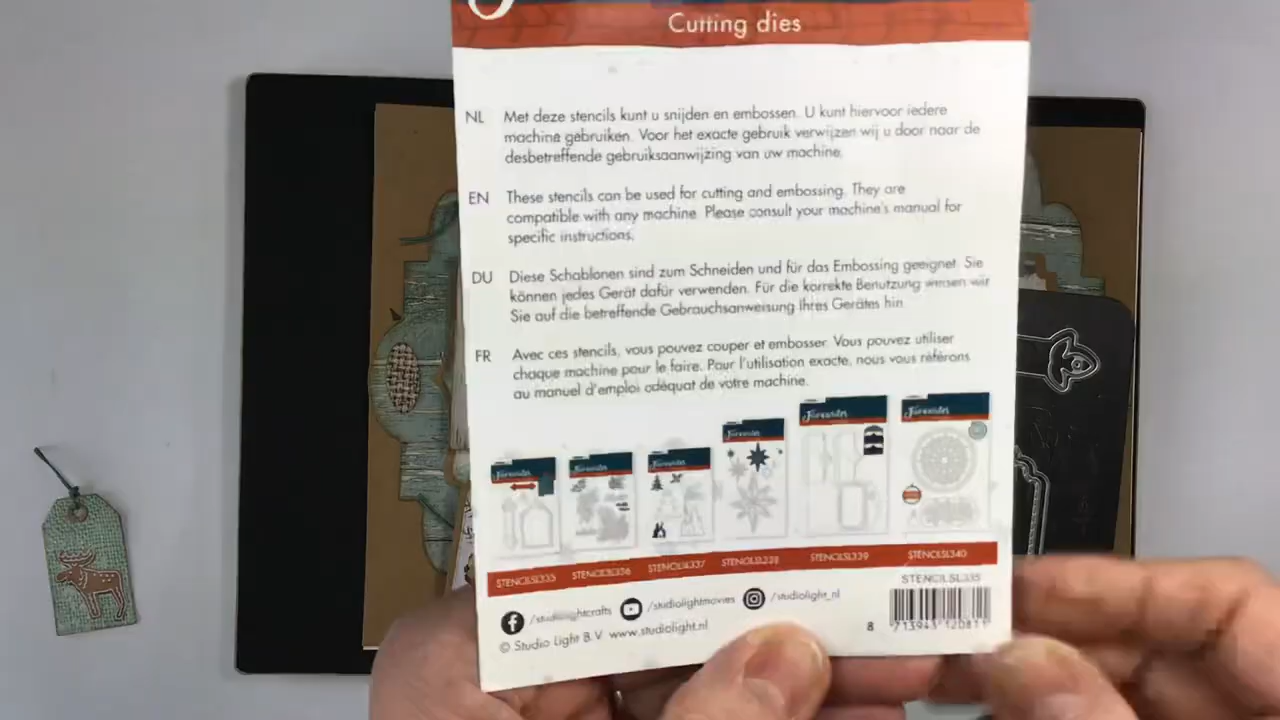 Cutting dies
NL Met deze stencils kunt u snijden en embossen. U kunt hiervoor iedere
machine gebruiken. Voor het exacte gebruik verwijzen wij u door naar de
desbetreffende gebruiksaanwijzing van uw machine.
EN These stencils can be used for cutting and embossing. They are
compatible with any machine. Please consult your machine's manual for
specific instructions.
DU Diese Schablonen sind zum Schneiden und für das Embossing geeignet. Sie
können jedes Gerät dafür verwenden. Für die korrekte Benutzung weisen wir
Sie auf die betreffende Gebrauchsanweisung Ihres Gerätes hin.
FR Avec ces stencils, vous pouvez couper et embosser. Vous pouvez utiliser
chaque machine pour le faire. Pour l'utilisation exacte, nous vous référons
au manuel d'emploi adéquat de votre machine.
STENCILSL335 STENCILSL336 STENCILSL337 STENCILSL338 STENCILSL339 STENCILSL340
STENCILSL335
/studiolightcrafts /studiolightmovies /studiolight_nl
© Studio Light B.V. www.studiolight.nl
8 713943 120811